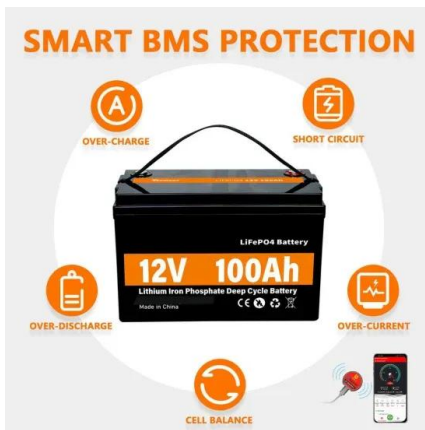 SMART BMS PROTECTION
A
OVER-CHARGE
SHORT CIRCUIT
LiFePO4 Battery
12V 100Ah
Lithium Iron Phosphate Deep Cycle Battery
Made in China
CE
OVER-DISCHARGE
OVER-CURRENT
CELL BALANCE